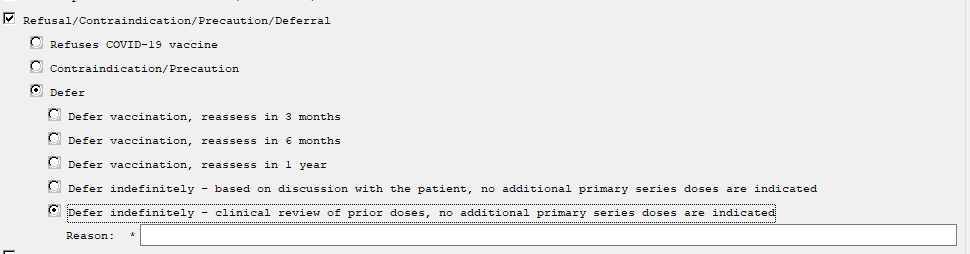 Refusal/Contraindication/Precaution/Deferral
Refuses COVID-19 vaccine
Contraindication/Precaution
Defer
Defer vaccination, reassess in 3 months
Defer vaccination, reassess in 6 months
Defer vaccination, reassess in 1 year
Defer indefinitely - based on discussion with the patient, no additional primary series doses are indicated
Defer indefinitely - clinical review of prior doses, no additional primary series doses are indicated
Reason: *